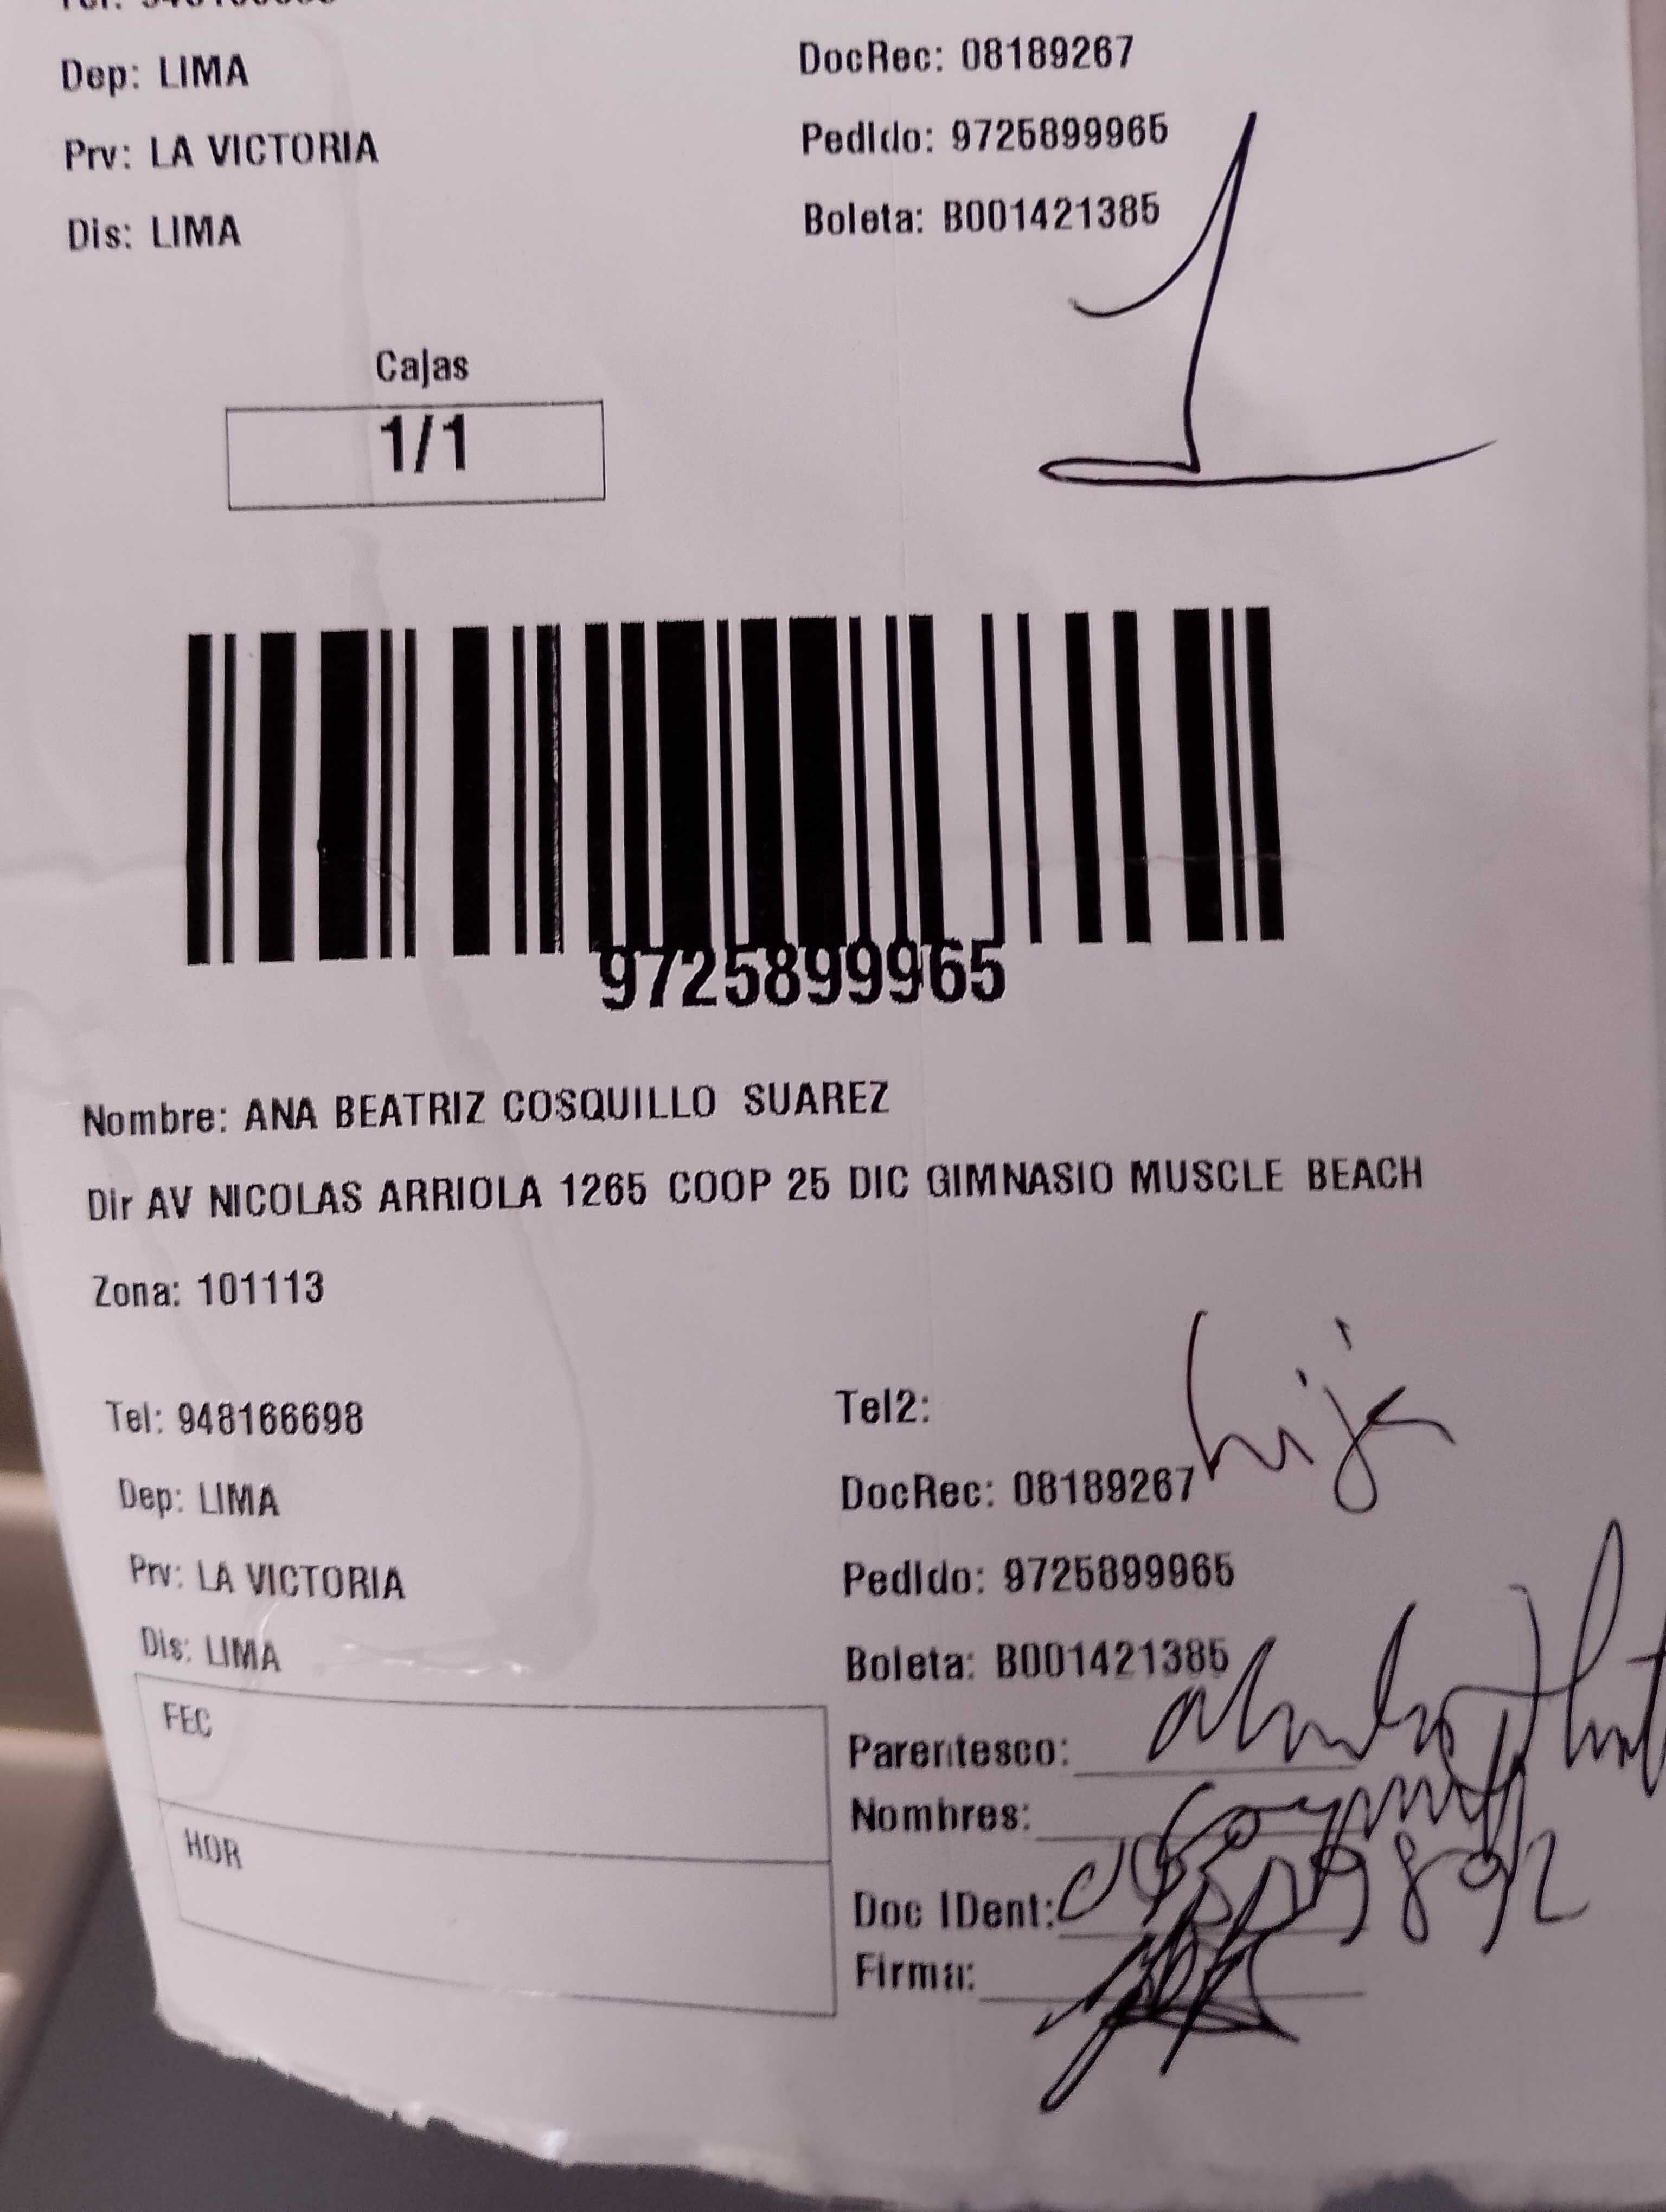 Dep: LIMA
DocRec: 08189267
Prv: LA VICTORIA
Pedido: 9725899965
Dis: LIMA
Boleta: B001421385
Cajas
1/1
1
9725899965
Nombre: ANA BEATRIZ COSQUILLO SUAREZ
Dir AV NICOLAS ARRIOLA 1265 COOP 25 DIC GIMNASIO MUSCLE BEACH
Zona: 101113
Tel: 948166698
Tel2:
hija
Dep: LIMA
DocRec: 08189267
Prv: LA VICTORIA
Pedido: 9725899965
Dis: LIMA
Boleta: B001421385
FEC
Parentesco:
Nombres:
HOR
Doc IDent:
Firma: